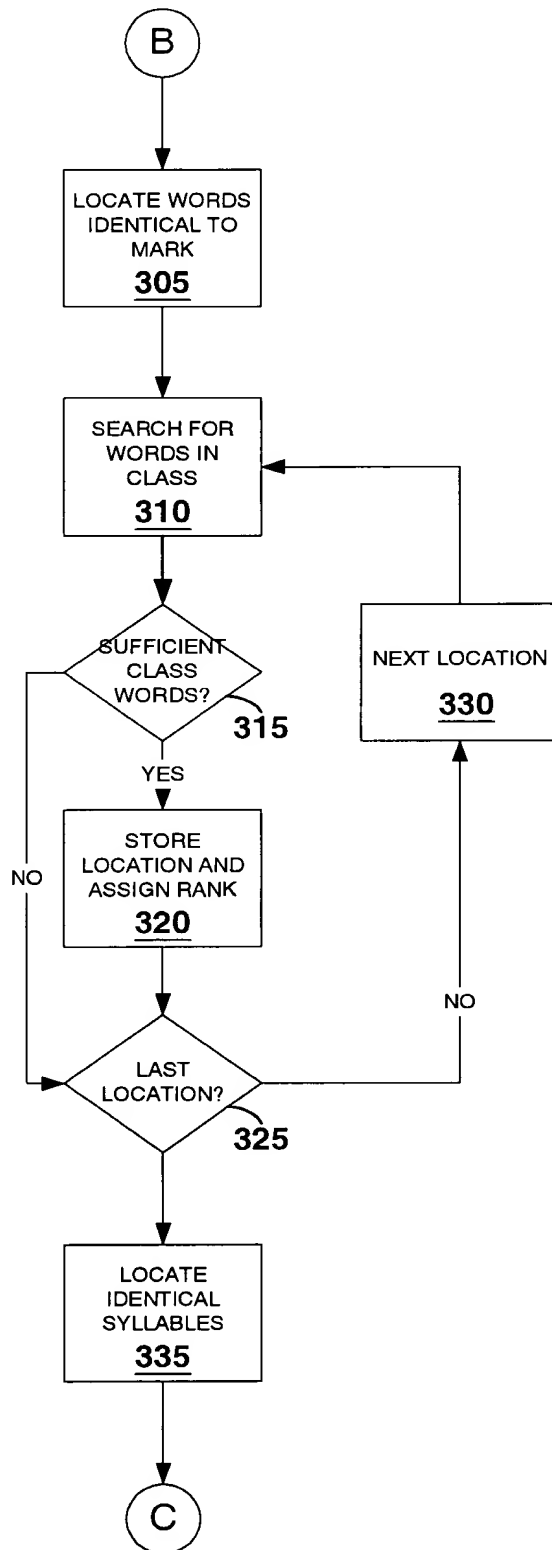 B
LOCATE WORDS
IDENTICAL TO
MARK
305
SEARCH FOR
WORDS IN
CLASS
310
SUFFICIENT
CLASS
WORDS?
315
NEXT LOCATION
330
YES
STORE
LOCATION AND
ASSIGN RANK
320
NO
NO
LAST
LOCATION?
325
LOCATE
IDENTICAL
SYLLABLES
335
C